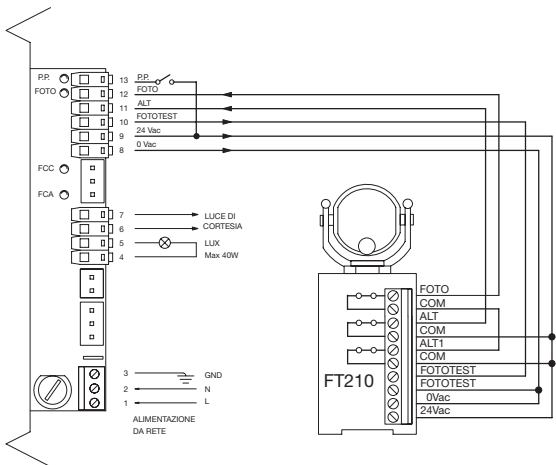 P.P. 13 P.P.
FOTO 12 FOTO
11 ALT
10 FOTOTEST
9 24 Vac
8 0 Vac
FCC
FCA
7 LUCE DI
6 CORTESIA
5 LUX
4 Max 40W
3 GND
2 N
1 L
ALIMENTAZIONE
DA RETE
FT210
FOTO
COM
ALT
COM
ALT1
COM
FOTOTEST
FOTOTEST
0Vac
24Vac